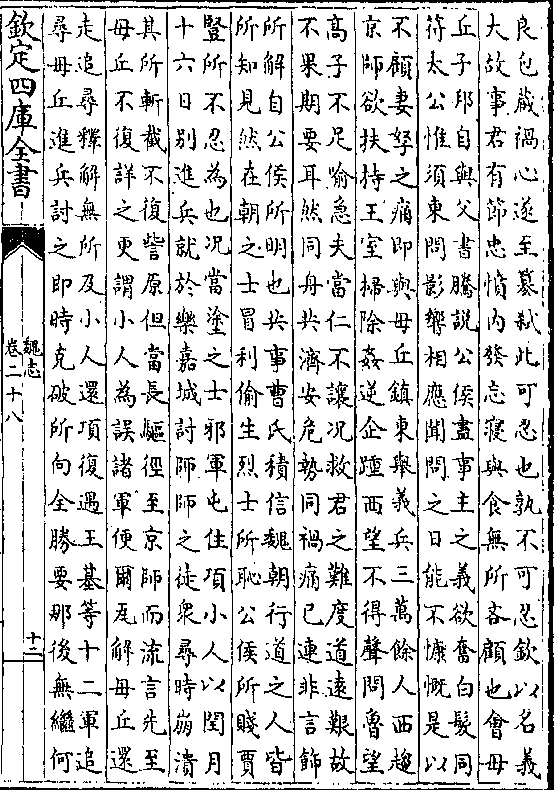 良包藏禍心遂至簒弑此可忍也孰不可忍欽以名義
大故事君有節忠憤内發忘寢與食無所吝顧也會毋
丘子邦自與父書騰說公侯盡事主之義欲奮白髮同
符太公惟須東問影響相應聞問之日能不慷慨是以
不顧妻孥之痛即與毋丘鎮東舉義兵三萬餘人西趨
京師欲扶持王室掃除姦逆企踵西望不得聲問魯望
高子不足喻急夫當仁不讓况救君之難度道遠艱故
不果期要耳然同舟共濟安危勢同禍痛已連非言飾
所解自公侯所明也共事曹氏積信魏朝行道之人皆
所知見然在朝之士冒利偷生烈士所恥公侯所賤賈
豎所不忍為也况當塗之士邪軍屯住項小人以閏月
十六日别進兵就於樂嘉城討師師之徒衆尋時崩潰
其所斬截不復訾原但當長驅徑至京師而流言先至
毋丘不復詳之更謂小人為誤諸軍便爾瓦解毋丘還
走追尋釋解無所及小人還項復遇王基等十二軍追
尋毋丘進兵討之即時克破所向全勝要那後無繼何
欽定四庫全書
魏志
卷二十八
十二